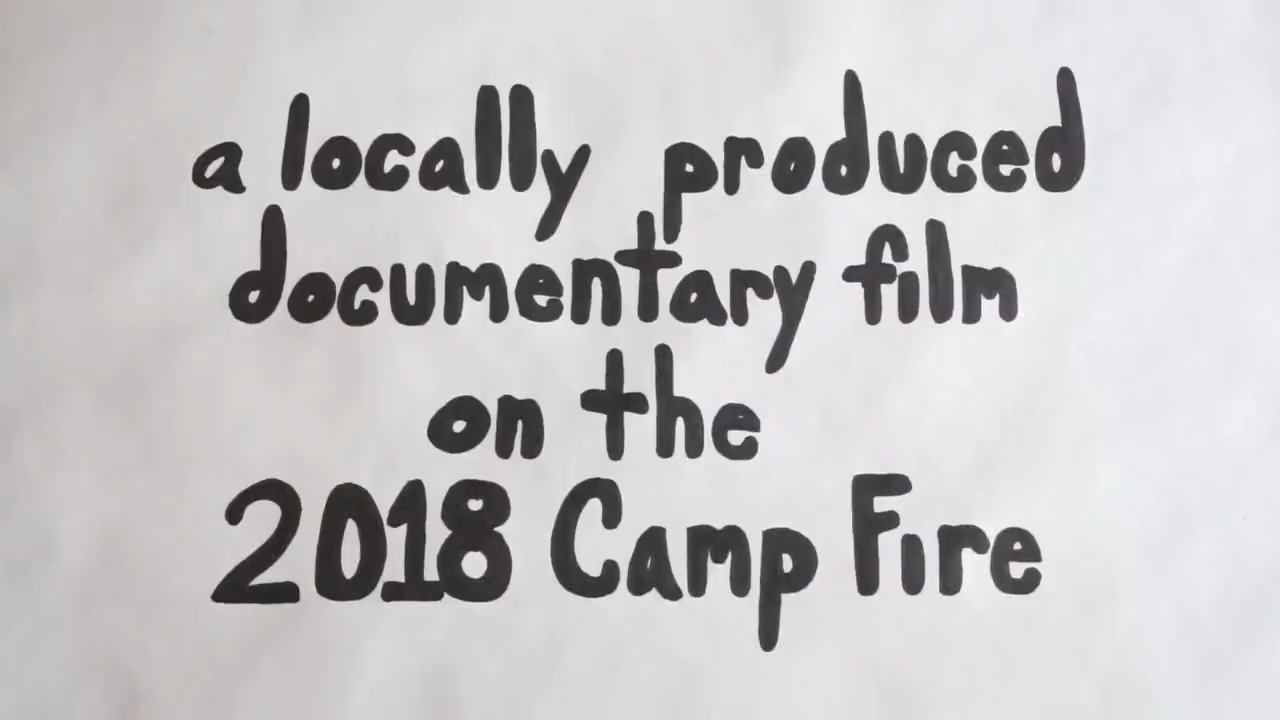 a locally produced
documentary film
on the
2018 Camp Fire